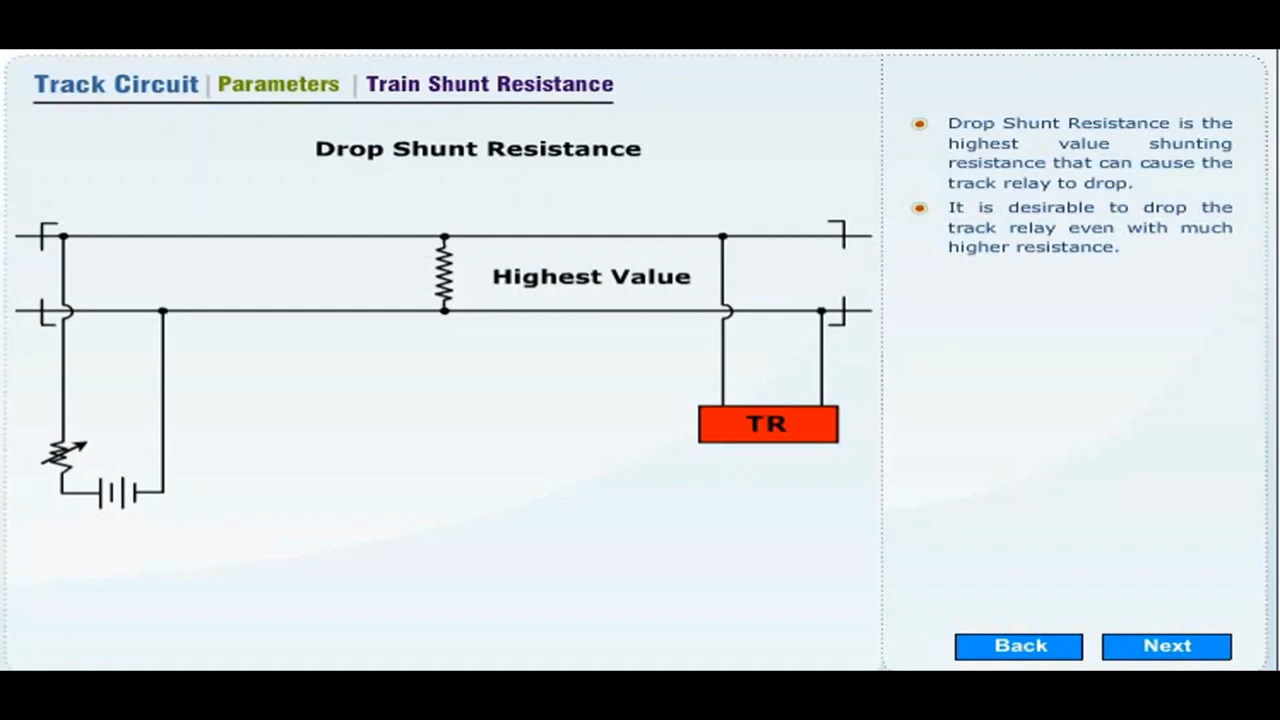 Track Circuit | Parameters | Train Shunt Resistance
Drop Shunt Resistance
Highest Value
TR
Drop Shunt Resistance is the
highest value shunting
resistance that can cause the
track relay to drop.
It is desirable to drop the
track relay even with much
higher resistance.
Back
Next